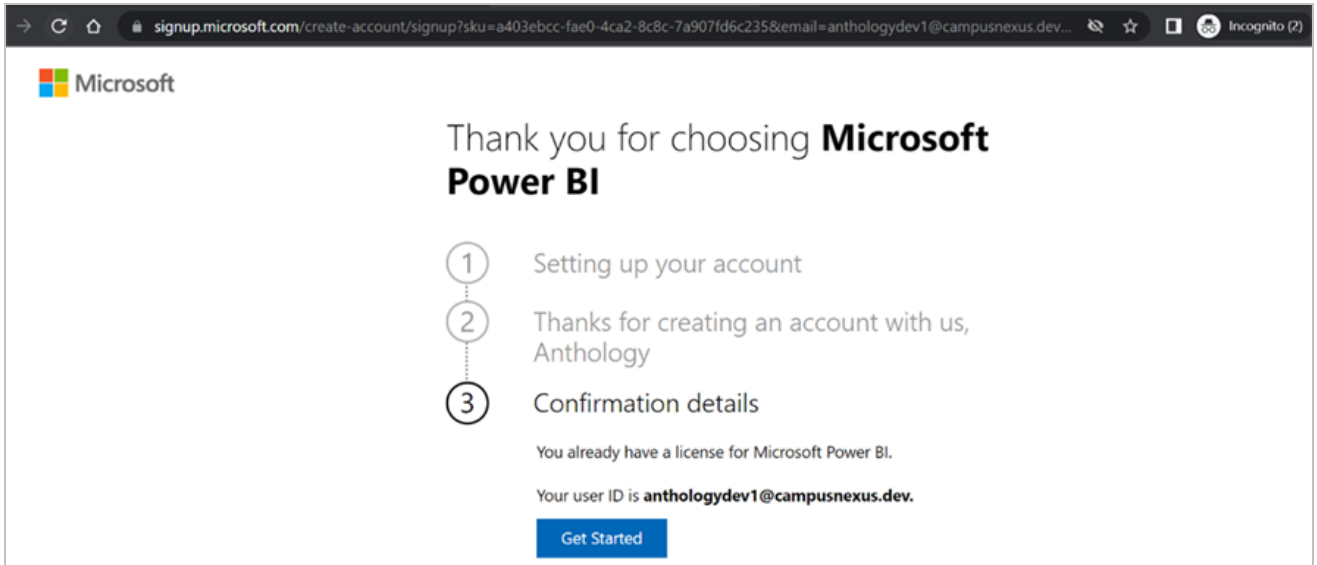 signup.microsoft.com/create-account/signup?sku=a403ebcc-fae0-4ca2-8c8c-7a907fd6c235&email=anthologydev1@campusnexus.dev... Incognito (2)
Microsoft
Thank you for choosing Microsoft
Power BI
1 Setting up your account
2 Thanks for creating an account with us,
Anthology
3 Confirmation details
You already have a license for Microsoft Power BI.
Your user ID is anthologydev1@campusnexus.dev.
Get Started